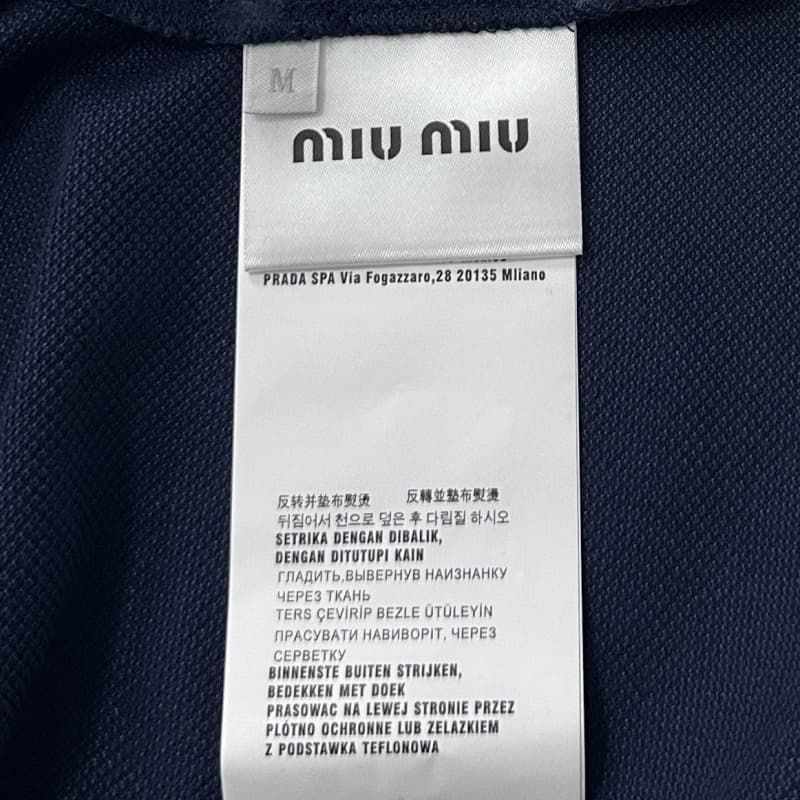 M
miu miu
PRADA SPA Via Fogazzaro,28 20135 Mliano
反转并垫布熨烫 反轉並墊布熨燙
뒤짚어서 천으로 덮은 후 다림질 하시오
SETRIKA DENGAN DIBALIK,
DENGAN DITUTUPI KAIN
ГЛАДИТЬ,ВЫВЕРНУВ НАИЗНАНКУ
ЧЕРЕЗ ТКАНЬ
TERS ÇEVİRİP BEZLE ÜTÜLEYİN
ПРАСУВАТИ НАВИВОРІТ, ЧЕРЕЗ
СЕРВЕТКУ
BINNENSTE BUITEN STRIJKEN,
BEDEKKEN MET DOEK
PRASOWAC NA LEWEJ STRONIE PRZEZ
PLÓTNO OCHRONNE LUB ZELAZKIEM
Z PODSTAWKA TEFLONOWA